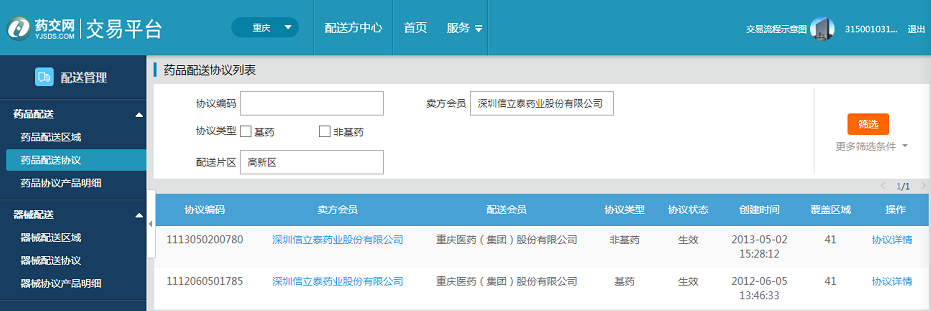 药交网
YJSDS.COM
交易平台
重庆
配送方中心
首页
服务
交易流程示意图
315001031...
退出
配送管理
药品配送
药品配送区域
药品配送协议
药品协议产品明细
器械配送
器械配送区域
器械配送协议
器械协议产品明细
药品配送协议列表
协议编码
卖方会员 深圳信立泰药业股份有限公司
协议类型 基药 非基药
配送片区 高新区
筛选
更多筛选条件
1/1
协议编码 卖方会员 配送会员 协议类型 协议状态 创建时间 覆盖区域 操作
1113050200780 深圳信立泰药业股份有限公司 重庆医药（集团）股份有限公司 非基药 生效 2013-05-02 15:28:12 41 协议详情
1112060501785 深圳信立泰药业股份有限公司 重庆医药（集团）股份有限公司 基药 生效 2012-06-05 13:46:33 41 协议详情